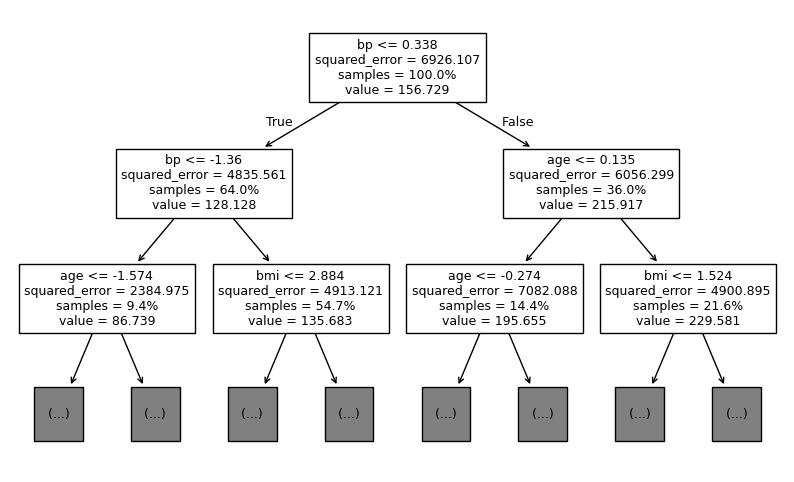 bp <= 0.338
squared_error = 6926.107
samples = 100.0%
value = 156.729
True
False
bp <= -1.36
squared_error = 4835.561
samples = 64.0%
value = 128.128
age <= 0.135
squared_error = 6056.299
samples = 36.0%
value = 215.917
age <= -1.574
squared_error = 2384.975
samples = 9.4%
value = 86.739
bmi <= 2.884
squared_error = 4913.121
samples = 54.7%
value = 135.683
age <= -0.274
squared_error = 7082.088
samples = 14.4%
value = 195.655
bmi <= 1.524
squared_error = 4900.895
samples = 21.6%
value = 229.581
(...)
(...)
(...)
(...)
(...)
(...)
(...)
(...)